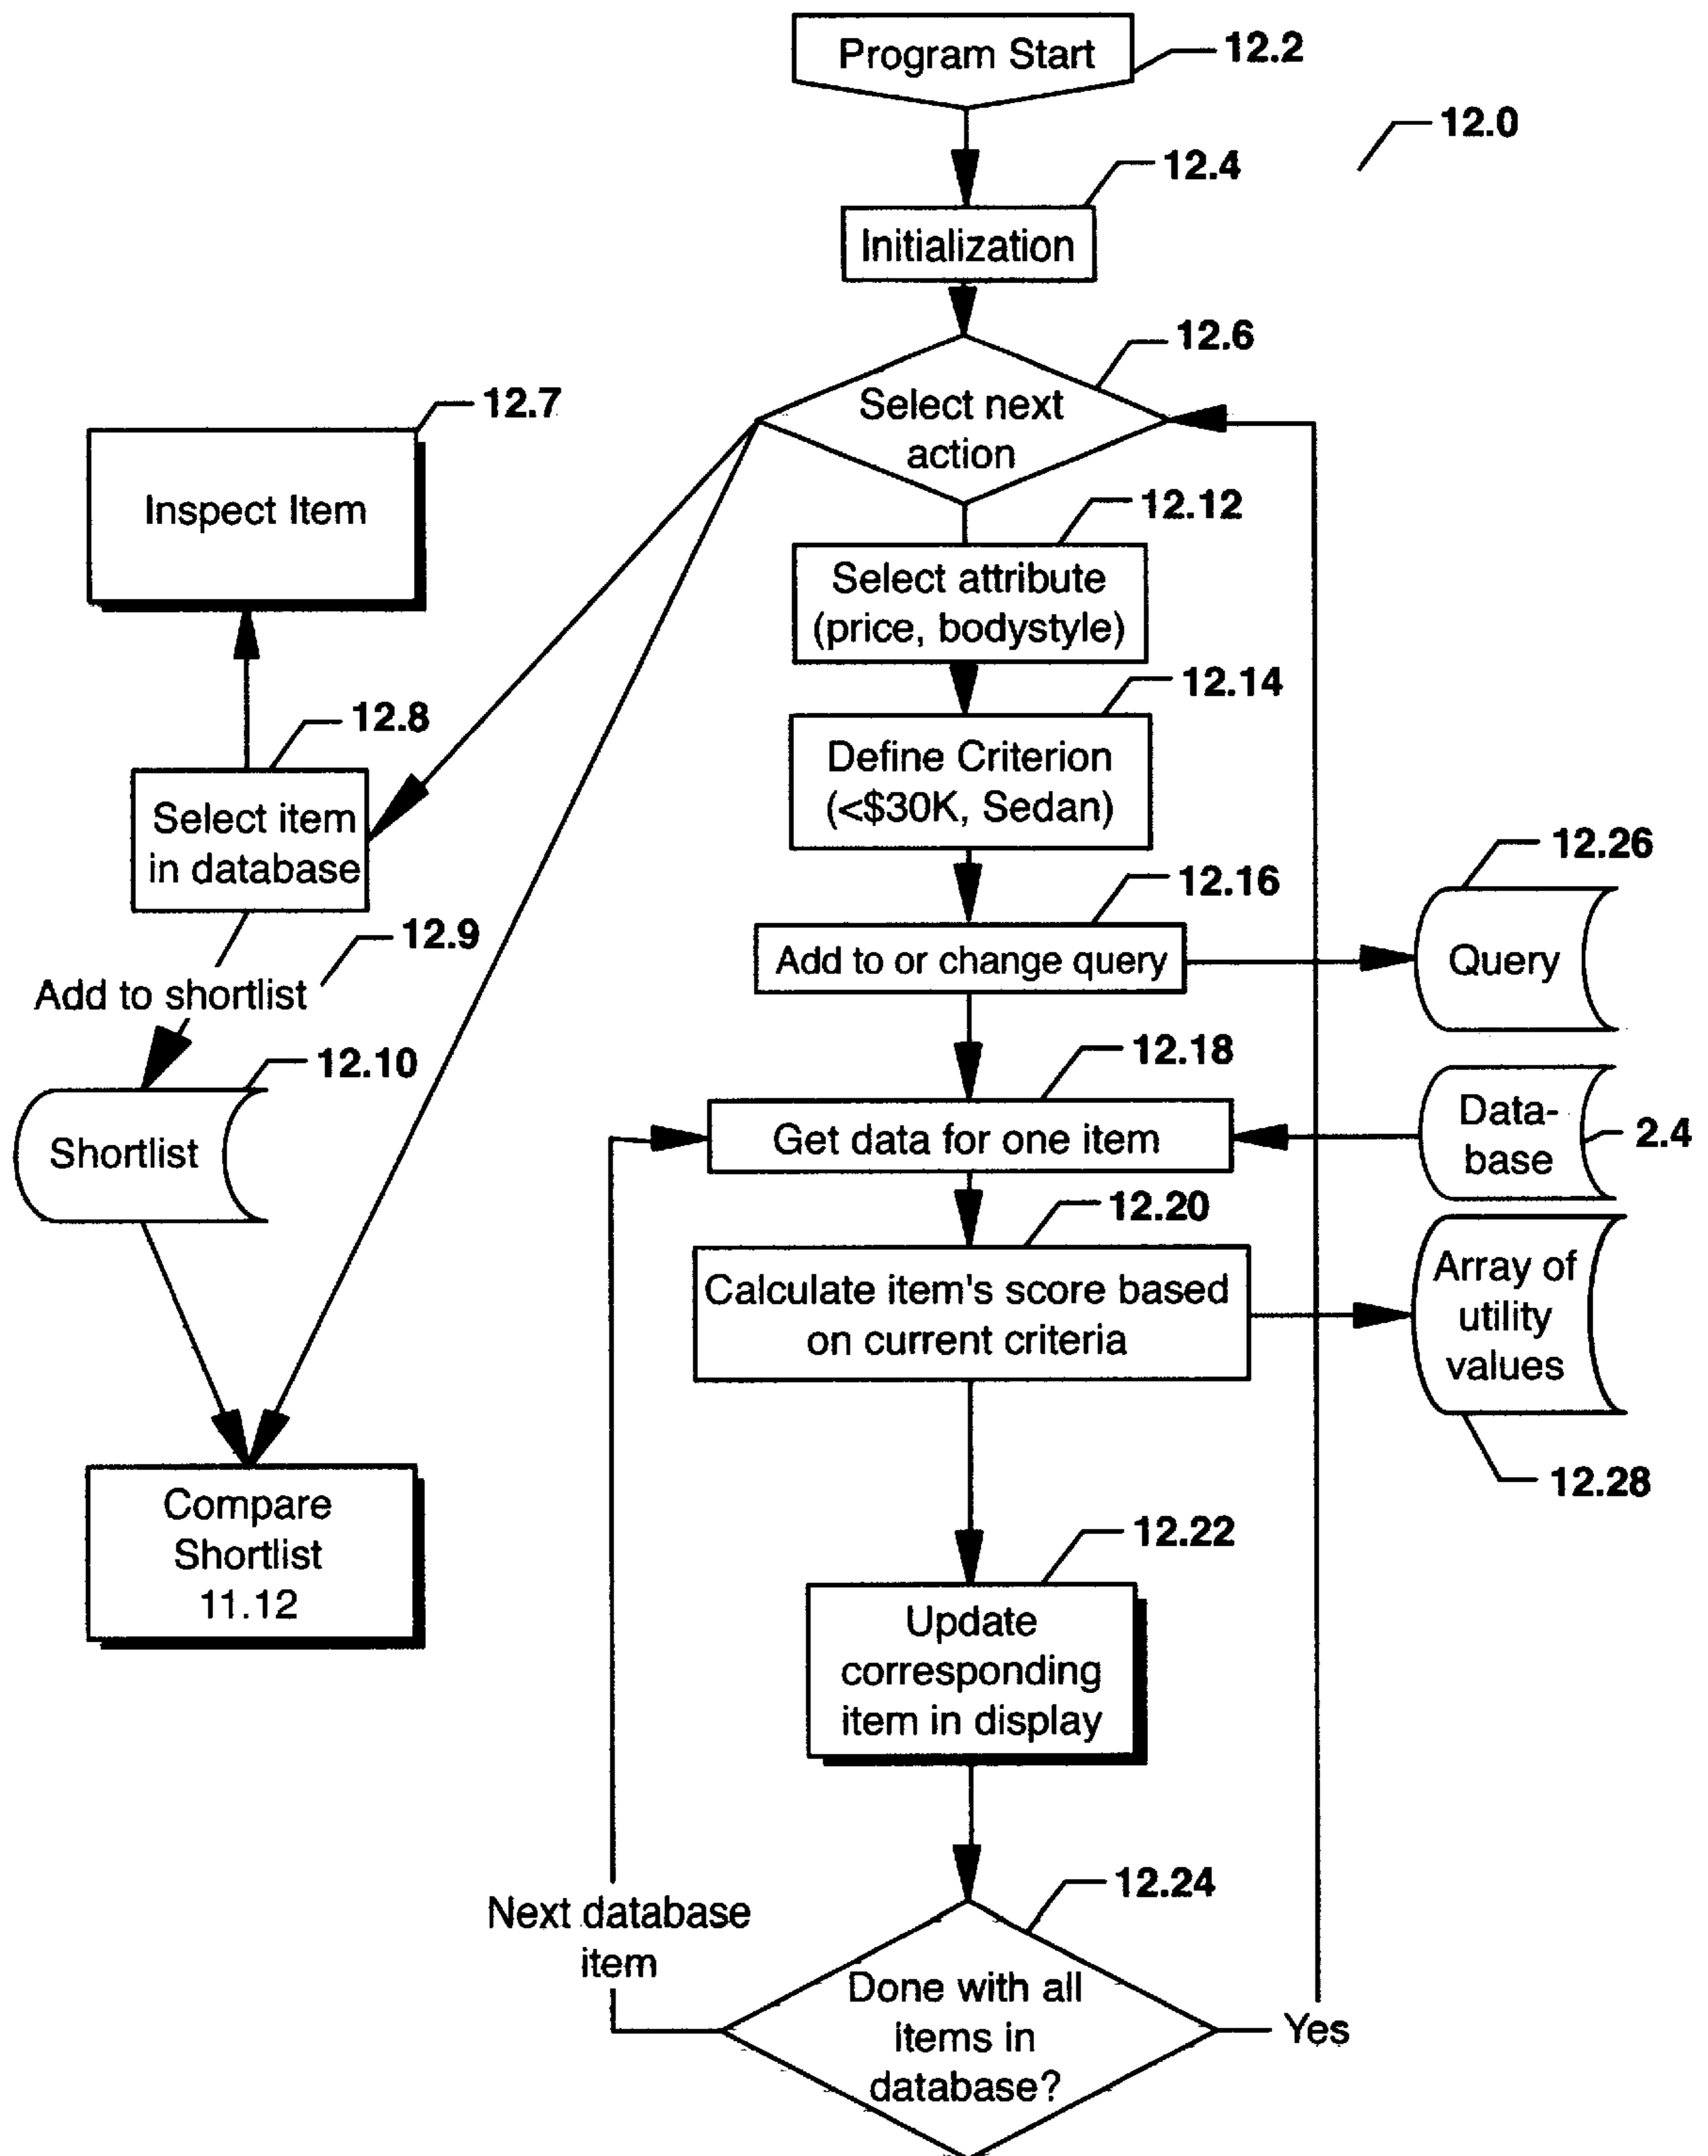 Program Start
12.2
12.0
12.4
Initialization
12.6
Select next
action
12.7
Inspect Item
12.12
Select attribute
(price, bodystyle)
12.14
Define Criterion
(<$30K, Sedan)
12.8
Select item
in database
12.26
12.16
Add to or change query
Query
12.9
Add to shortlist
12.18
Get data for one item
Data-
base
2.4
12.10
Shortlist
12.20
Calculate item's score based
on current criteria
Array of
utility
values
12.28
Compare
Shortlist
11.12
12.22
Update
corresponding
item in display
12.24
Next database
item
Done with all
items in
database?
Yes